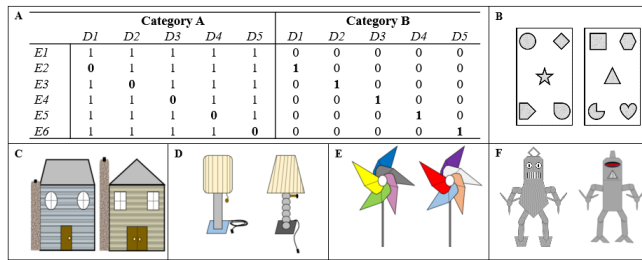 A Category A Category B B
D1 D2 D3 D4 D5 D1 D2 D3 D4 D5
E1 1 1 1 1 1 0 0 0 0 0
E2 0 1 1 1 1 1 0 0 0 0
E3 1 0 1 1 1 0 1 0 0 0
E4 1 1 0 1 1 0 0 1 0 0
E5 1 1 1 0 1 0 0 0 1 0
E6 1 1 1 1 0 0 0 0 0 1
C D E F